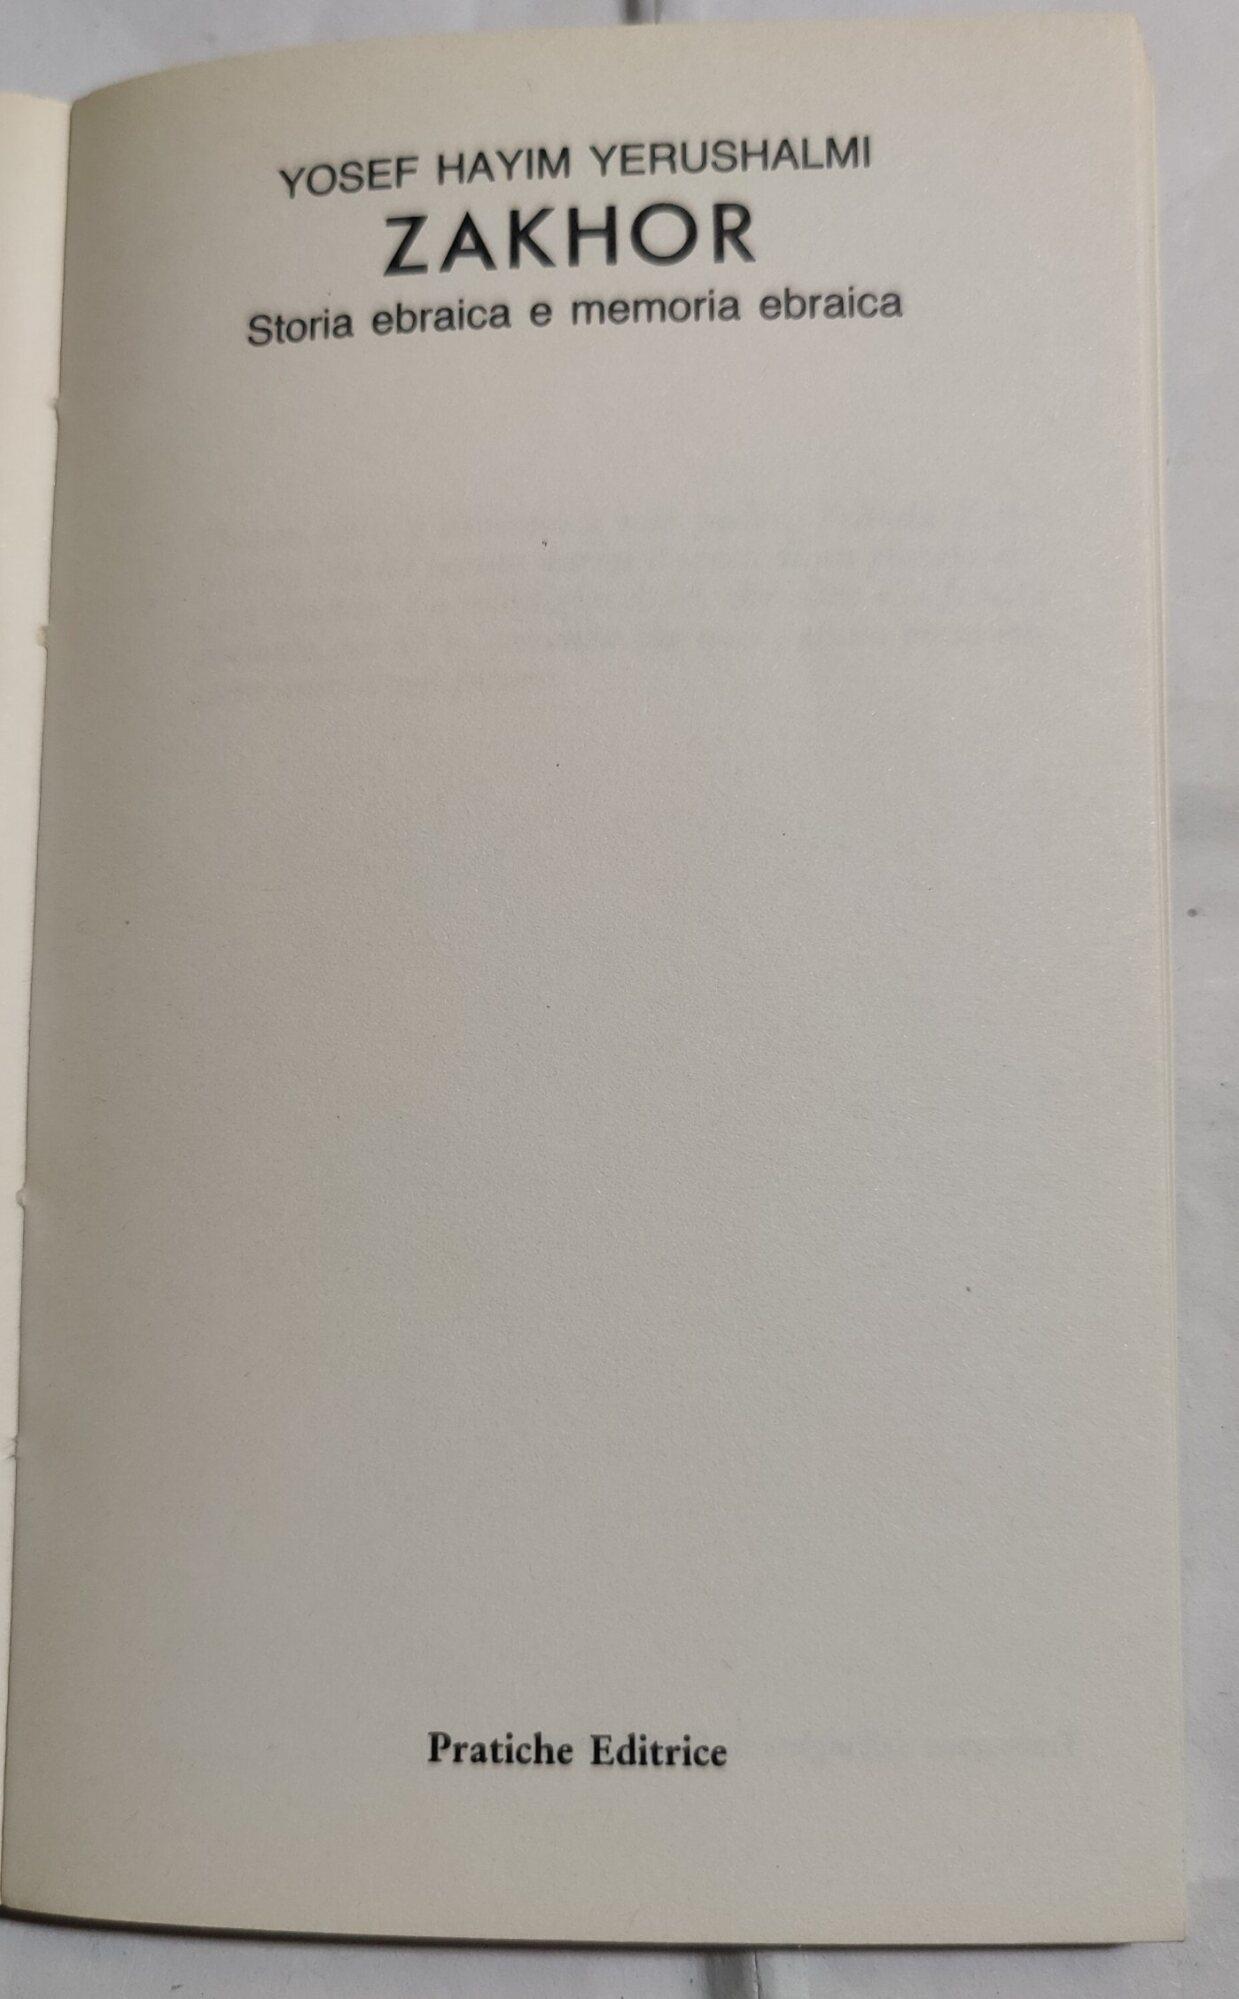 YOSEF HAYIM YERUSHALMI
ZAKHOR
Storia ebraica e memoria ebraica
Pratiche Editrice